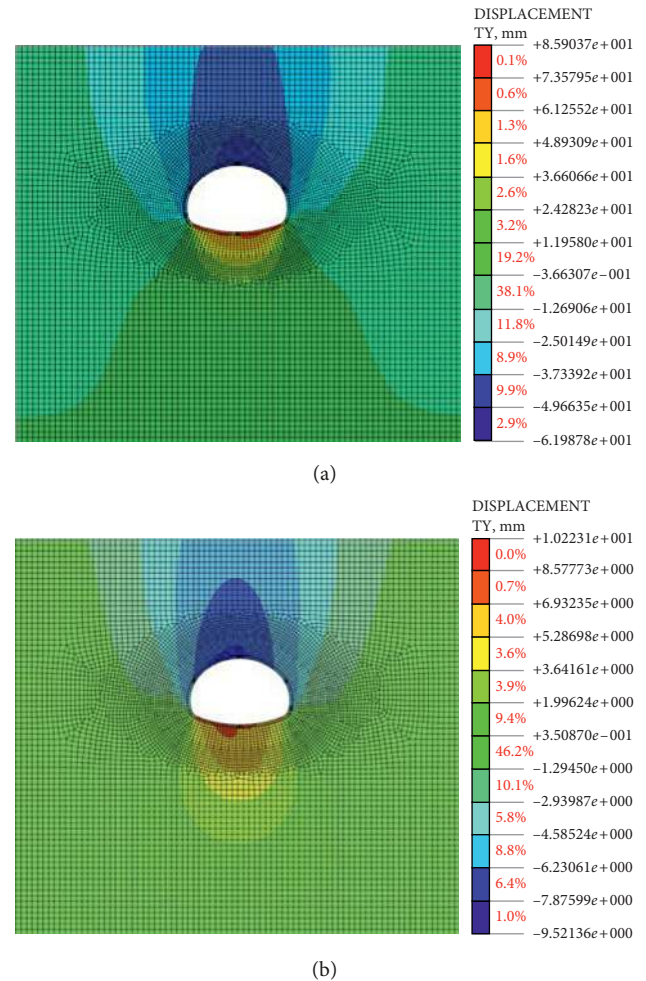 DISPLACEMENT
TY, mm
+8.59037e+001
0.1%
+7.35795e+001
0.6%
+6.12552e+001
1.3%
+4.89309e+001
1.6%
+3.66066e+001
2.6%
+2.42823e+001
3.2%
+1.19580e+001
19.2%
−3.66307e−001
38.1%
−1.26906e+001
11.8%
−2.50149e+001
8.9%
−3.73392e+001
9.9%
−4.96635e+001
2.9%
−6.19878e+001
(a)
DISPLACEMENT
TY, mm
+1.02231e+001
0.0%
+8.57773e+000
0.7%
+6.93235e+000
4.0%
+5.28698e+000
3.6%
+3.64161e+000
3.9%
+1.99624e+000
9.4%
+3.50870e-001
46.2%
−1.29450e+000
10.1%
−2.93987e+000
5.8%
−4.58524e+000
8.8%
−6.23061e+000
6.4%
−7.87599e+000
1.0%
−9.52136e+000
(b)